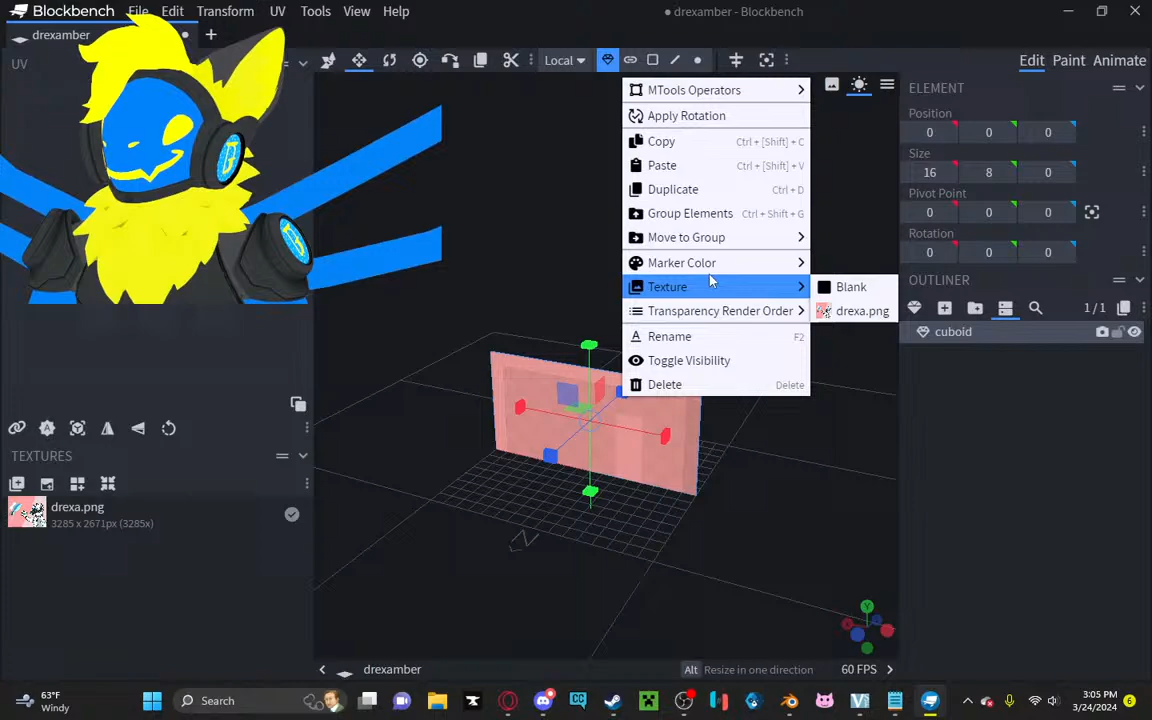 Blockbench File Edit Transform UV Tools View Help
● drexamber - Blockbench
drexamber
UV
Local
Edit Paint Animate
MTools Operators
Apply Rotation
Copy Ctrl + [Shift] + C
Paste Ctrl + [Shift] + V
Duplicate Ctrl + D
Group Elements Ctrl + Shift + G
Move to Group
Marker Color
Texture
Transparency Render Order
Rename F2
Toggle Visibility
Delete Delete
Blank
drexa.png
ELEMENT
Position
0 0 0
Size
16 8 0
Pivot Point
0 0 0
Rotation
0 0 0
OUTLINER
1/1
cuboid
TEXTURES
drexa.png
3285 x 2671px (3285x)
N
drexamber
Alt Resize in one direction
60 FPS
63°F
Windy
Search
3:05 PM
3/24/2024
6